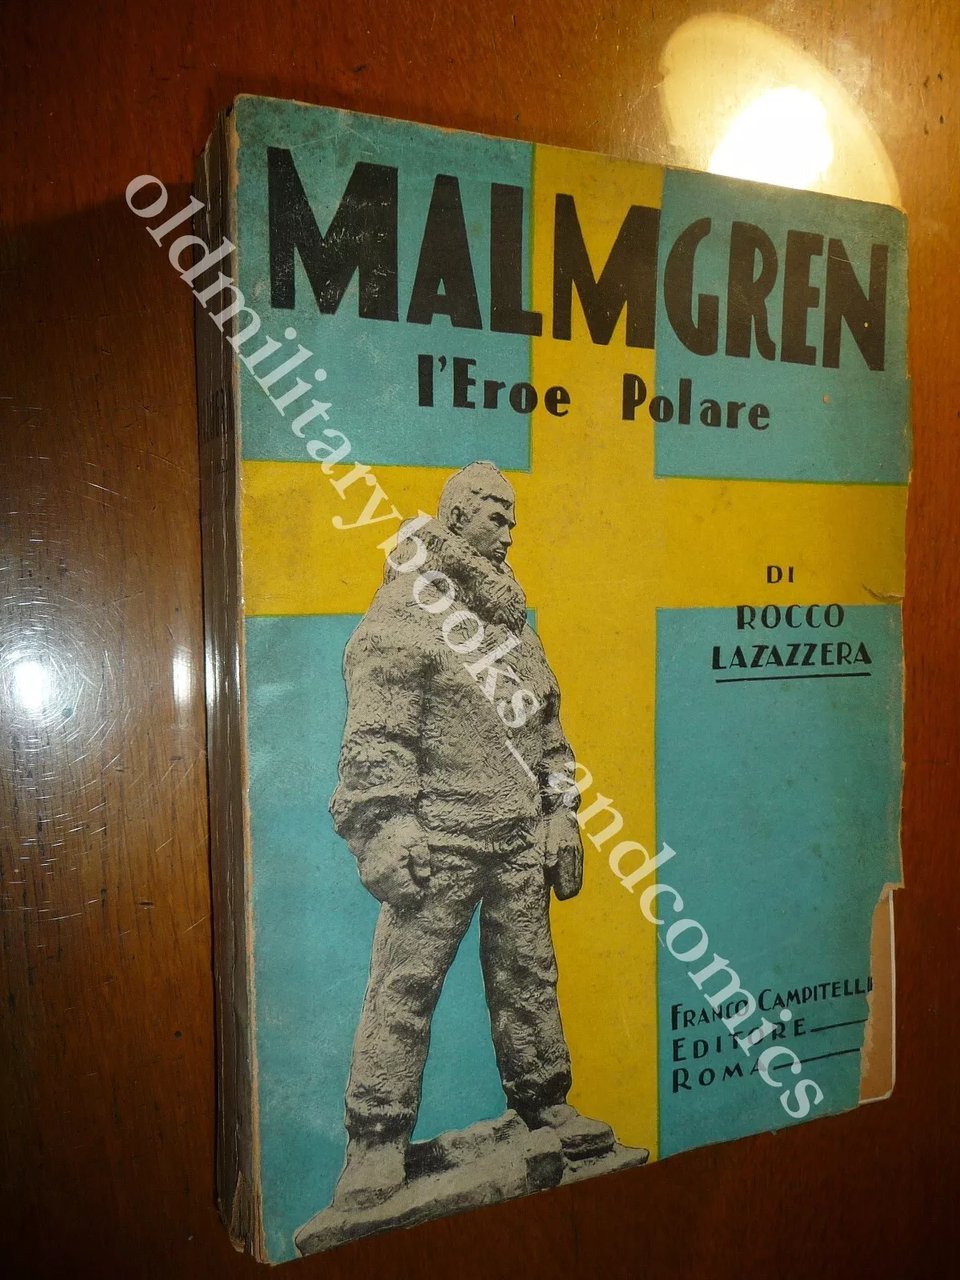 MALMGREN
l'Eroe Polare
DI
ROCCO
LAZAZZERA
FRANCO CAMPITELLI
EDITORE
ROMA
oldmilitarybooks_andcomics